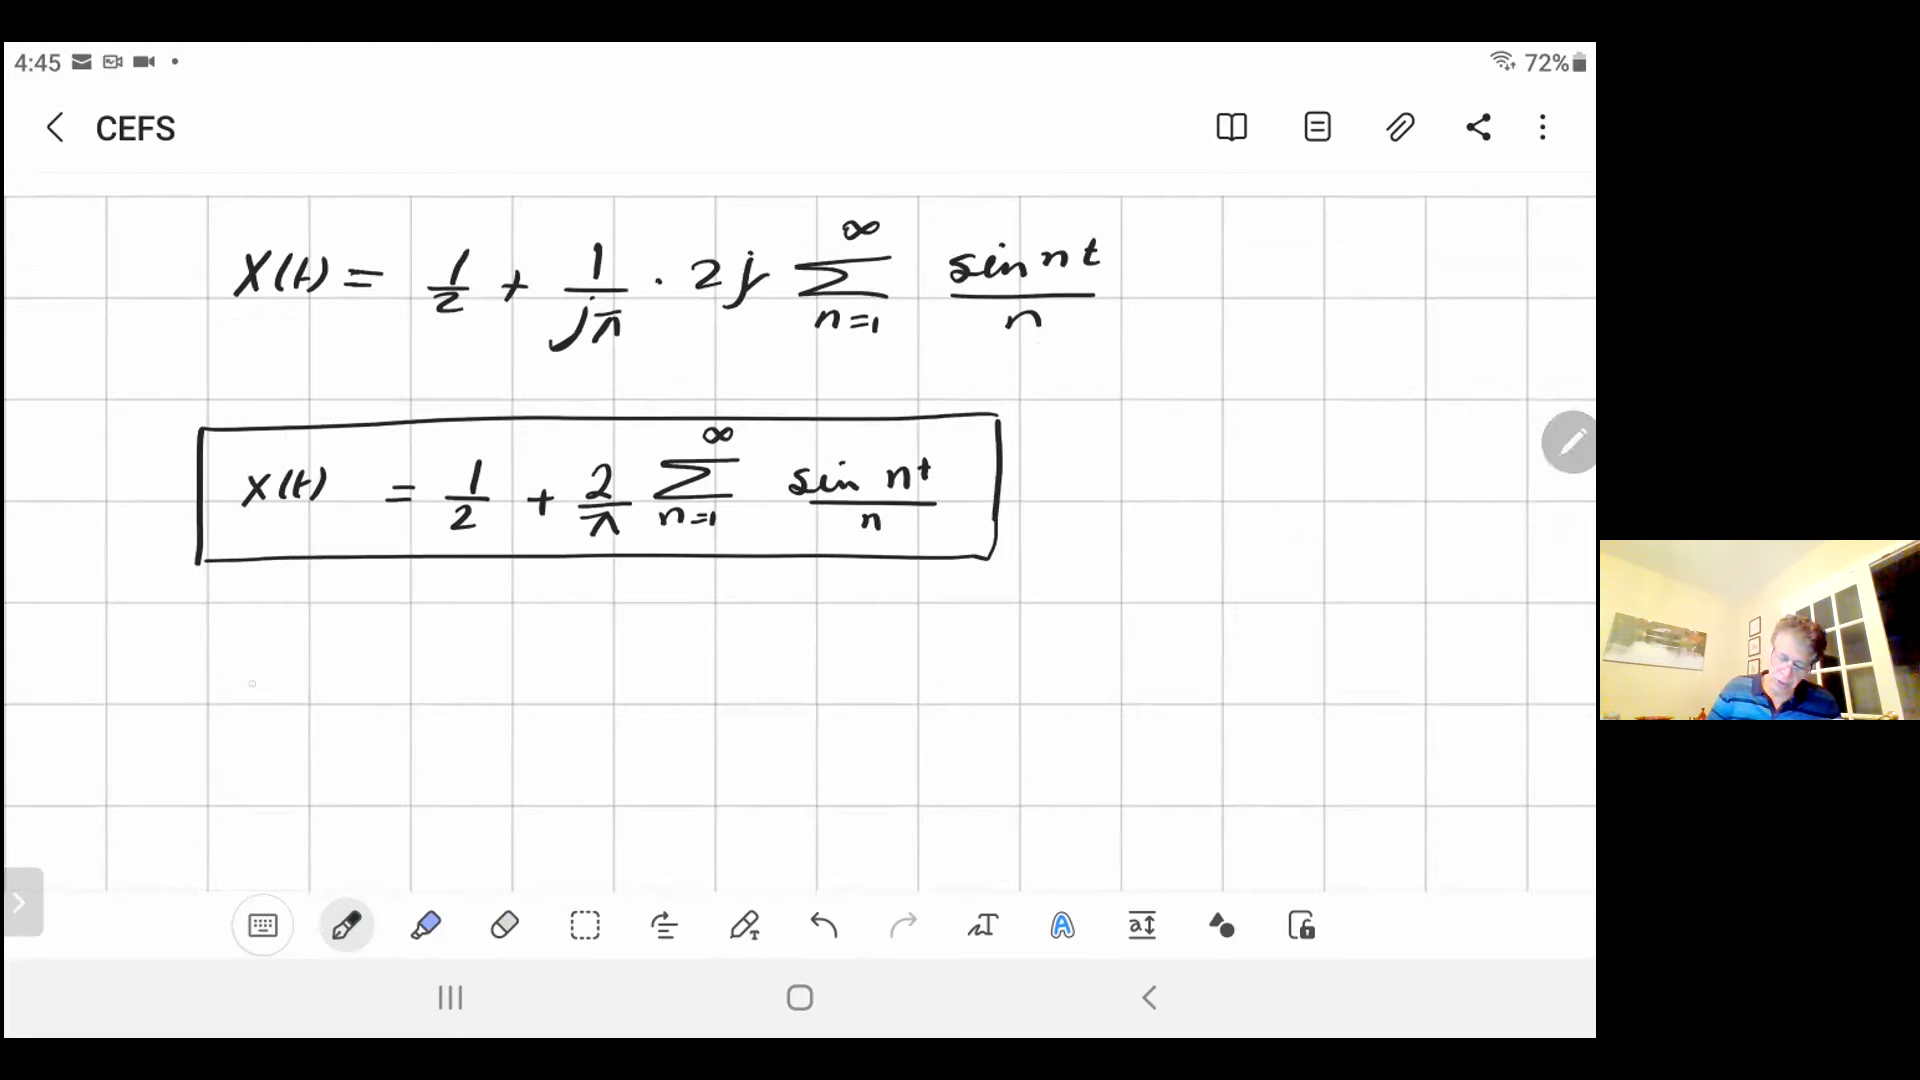 4:45
72%
CEFS
X(t) = 1/2 + 1/jπ · 2j ∞∑n=1 sin nt/n
x(t) = 1/2 + 2/π ∞∑n=1 sin nt/n